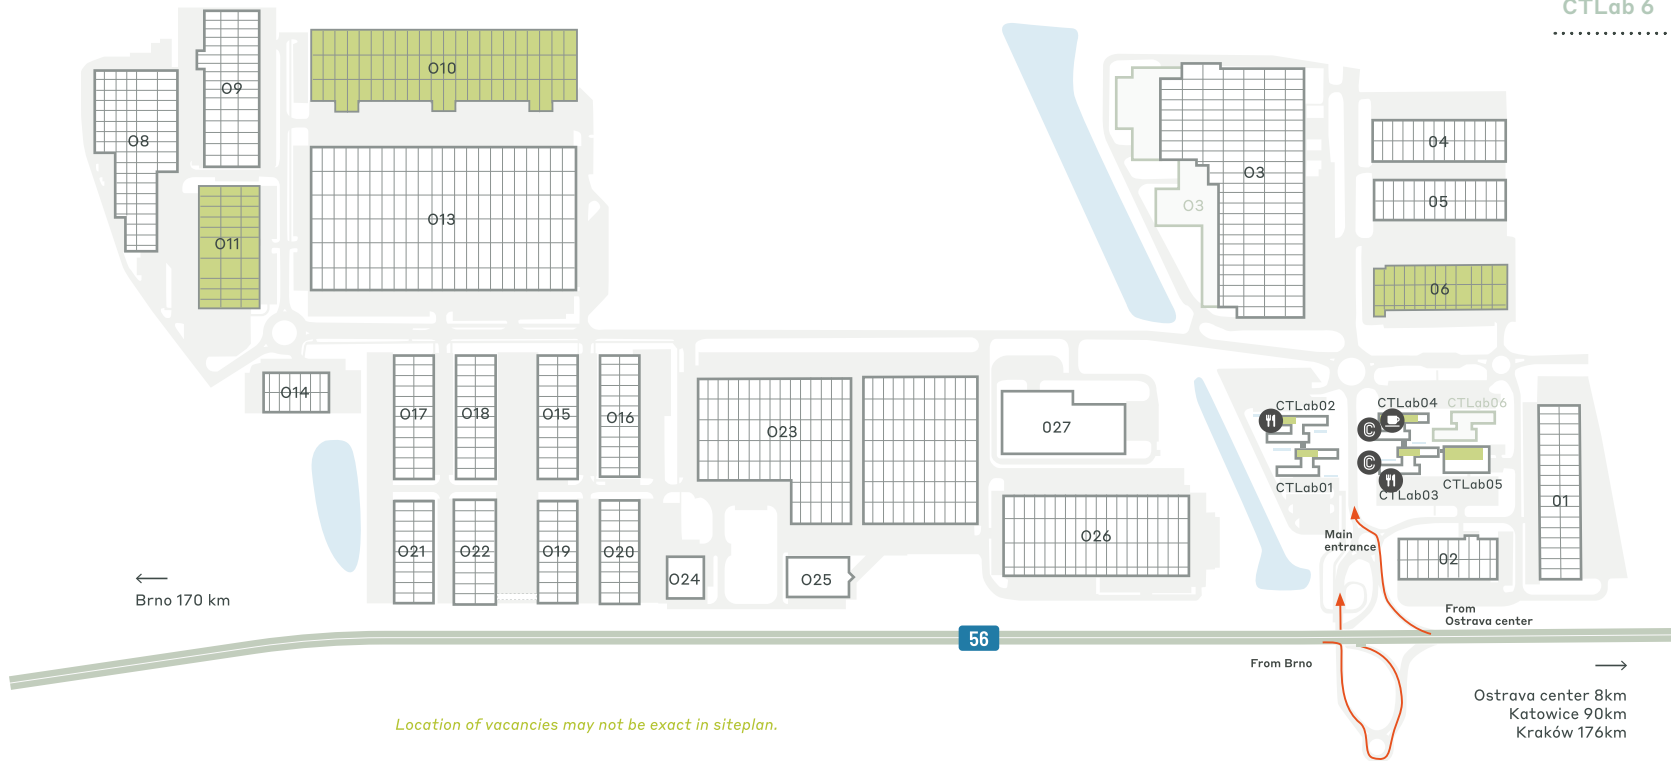 CTLab 6
O9
O10
O8
O4
O3
O5
O3
O13
O11
O6
O14
CTLab02
CTLab04
CTLab06
O17
O18
O15
O16
O23
O27
C
C
CTLab01
CTLab03
CTLab05
O1
O21
O22
O19
O20
O26
Main
entrance
O2
O24
O25
Brno 170 km
From
Ostrava center
56
From Brno
Ostrava center 8km
Katowice 90km
Kraków 176km
Location of vacancies may not be exact in siteplan.